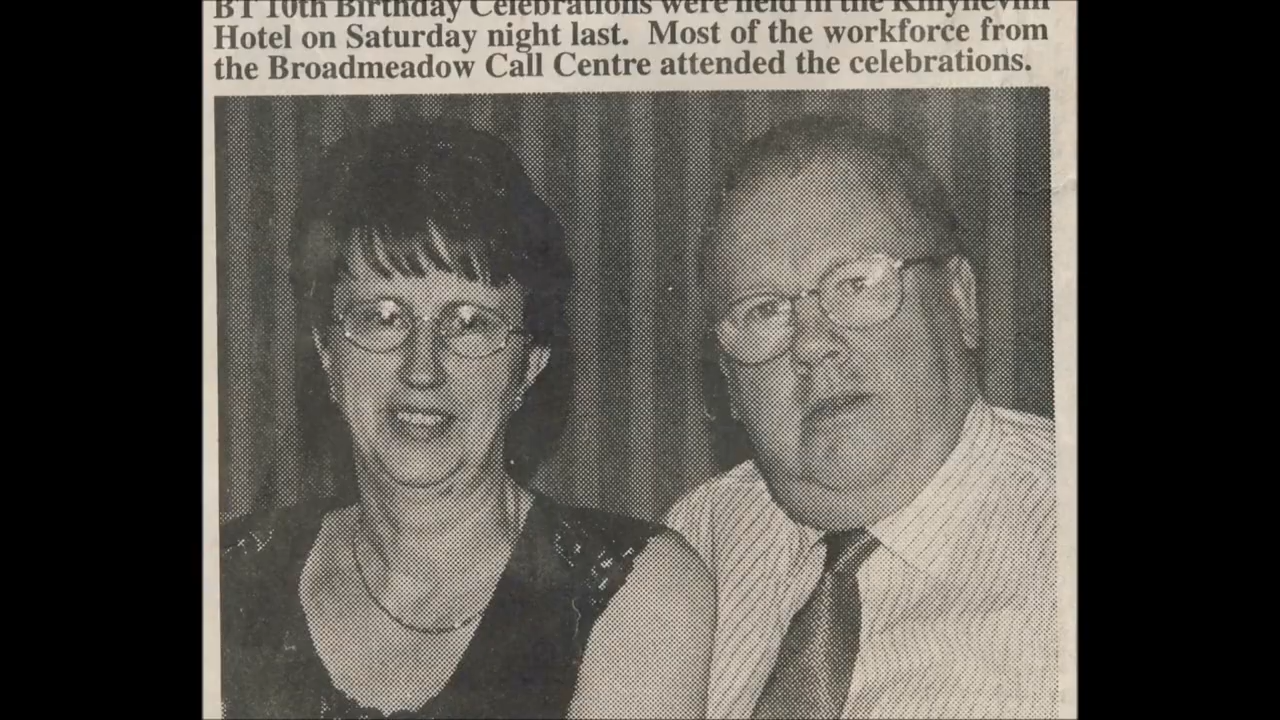 BT 10th Birthday Celebrations were held in the
Hotel on Saturday night last. Most of the workforce from
the Broadmeadow Call Centre attended the celebrations.